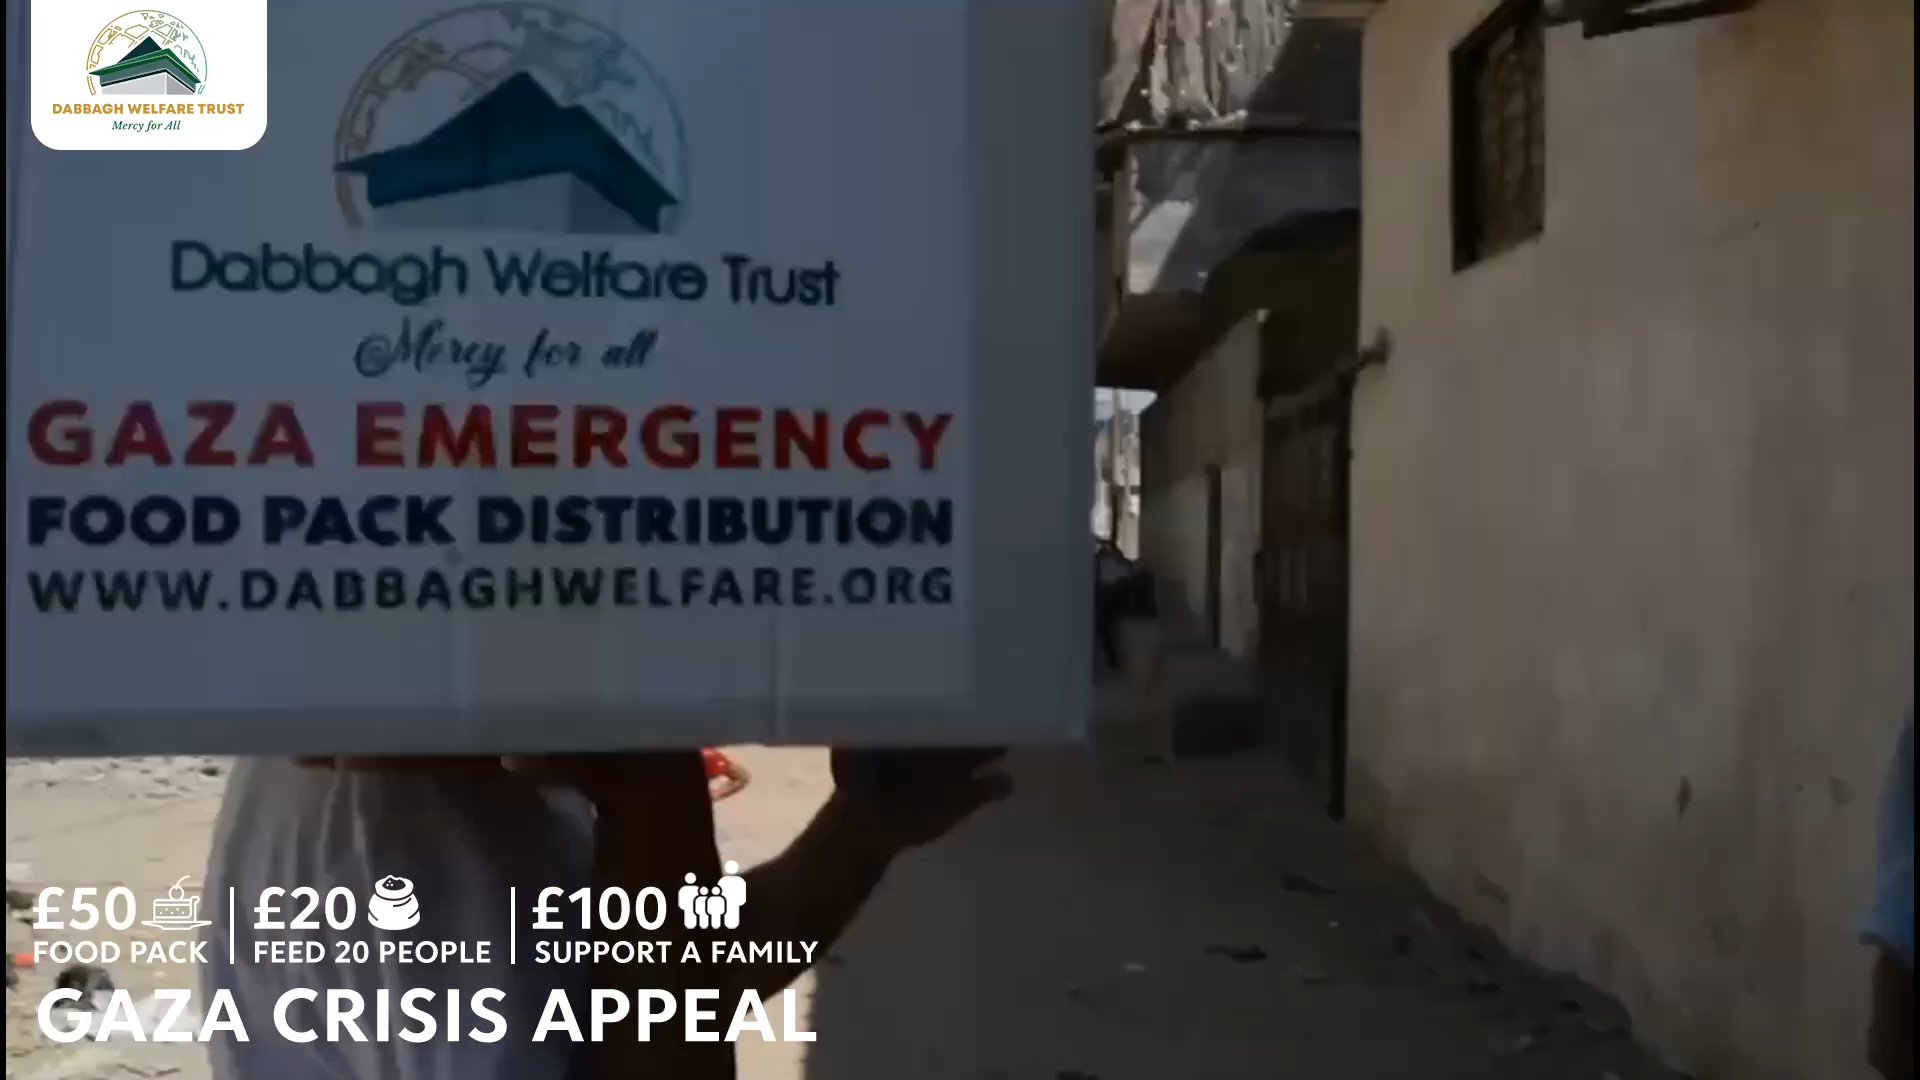 DABBAGH WELFARE TRUST
Mercy for All
Dabbagh Welfare Trust
Mercy for all
GAZA EMERGENCY
FOOD PACK DISTRIBUTION
WWW.DABBAGHWELFARE.ORG
£50
FOOD PACK
£20
FEED 20 PEOPLE
£100
SUPPORT A FAMILY
GAZA CRISIS APPEAL